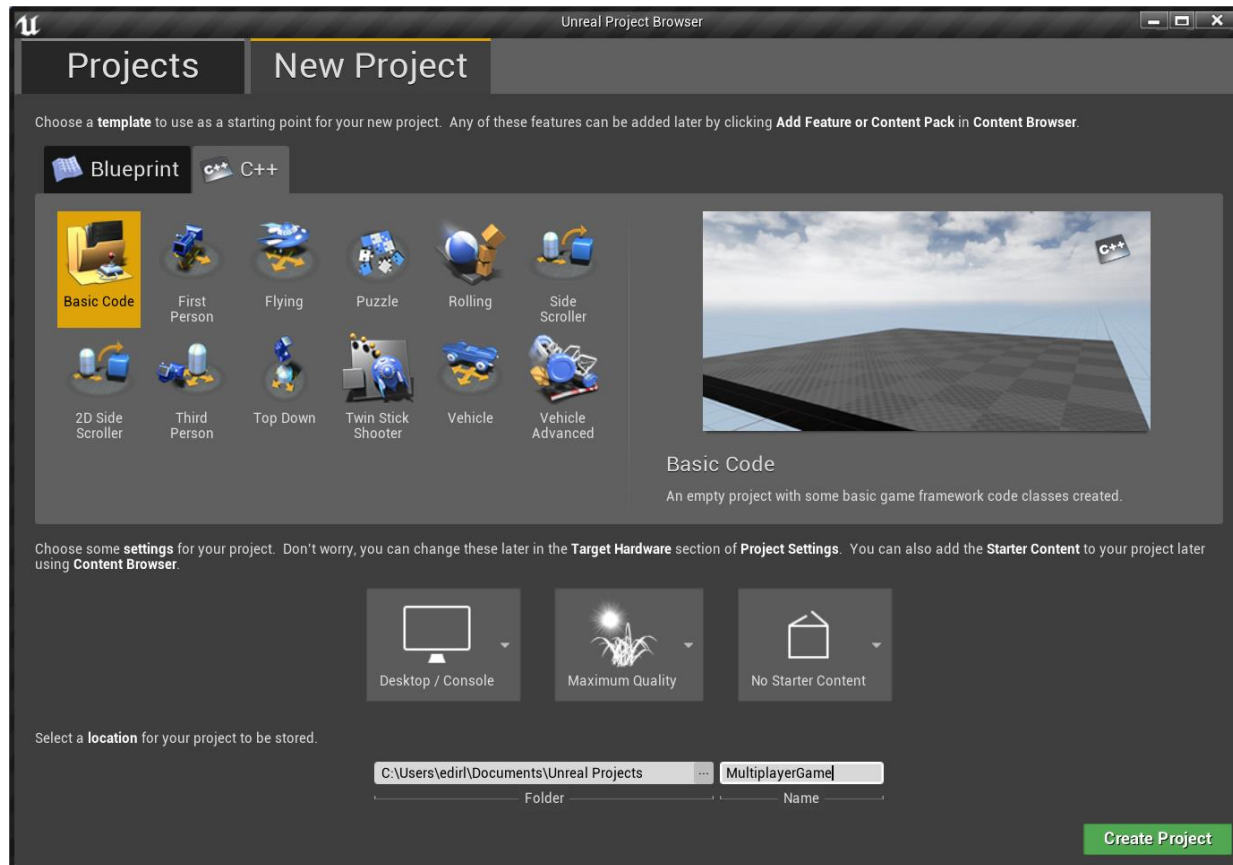 Unreal Project Browser
Projects
New Project
Choose a template to use as a starting point for your new project. Any of these features can be added later by clicking Add Feature or Content Pack in Content Browser.
Blueprint
C++
C++
Basic Code
First
Person
Flying
Puzzle
Rolling
Side
Scroller
C++
2D Side
Scroller
Third
Person
Top Down
Twin Stick
Shooter
Vehicle
Vehicle
Advanced
Basic Code
An empty project with some basic game framework code classes created.
Choose some settings for your project. Don't worry, you can change these later in the Target Hardware section of Project Settings. You can also add the Starter Content to your project later
using Content Browser.
Desktop / Console
Maximum Quality
No Starter Content
Select a location for your project to be stored.
C:\Users\edirl\Documents\Unreal Projects
...
MultiplayerGame
Folder
Name
Create Project